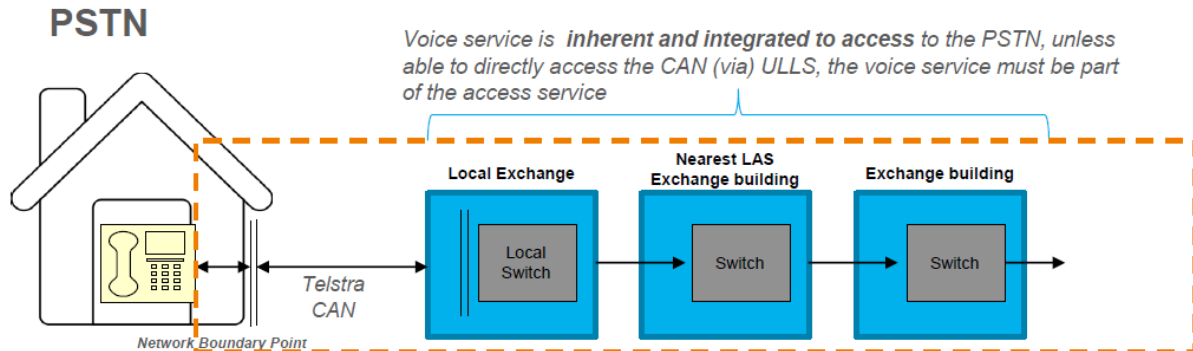 PSTN
Voice service is inherent and integrated to access to the PSTN, unless
able to directly access the CAN (via) ULLS, the voice service must be part
of the access service
Local Exchange
Nearest LAS
Exchange building
Exchange building
Local
Switch
Switch
Switch
Telstra
CAN
Network Boundary Point